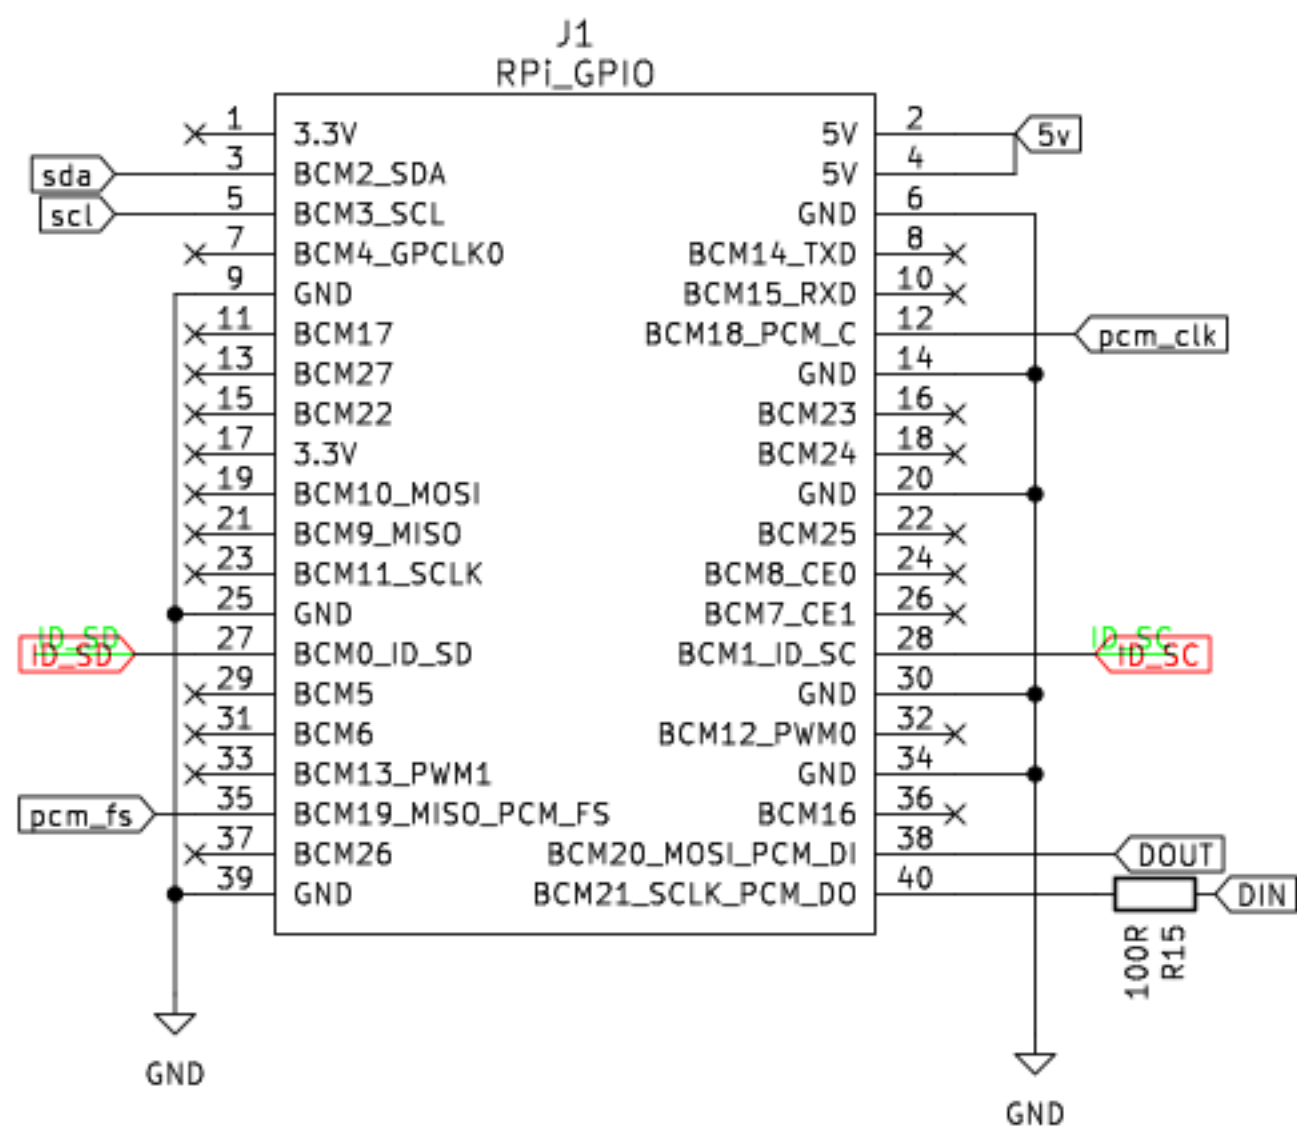 J1
RPi_GPIO
1 3.3V 5V 2 5v
sda 3 BCM2_SDA 5V 4
scl 5 BCM3_SCL GND 6
7 BCM4_GPCLK0 BCM14_TXD 8
9 GND BCM15_RXD 10
11 BCM17 BCM18_PCM_C 12 pcm_clk
13 BCM27 GND 14
15 BCM22 BCM23 16
17 3.3V BCM24 18
19 BCM10_MOSI GND 20
21 BCM9_MISO BCM25 22
23 BCM11_SCLK BCM8_CE0 24
25 GND BCM7_CE1 26
ID_SD ID_SC
ID_SD 27 BCM0_ID_SD BCM1_ID_SC 28 ID_SC
29 BCM5 GND 30
31 BCM6 BCM12_PWM0 32
33 BCM13_PWM1 GND 34
pcm_fs 35 BCM19_MISO_PCM_FS BCM16 36
37 BCM26 BCM20_MOSI_PCM_DI 38 DOUT
39 GND BCM21_SCLK_PCM_DO 40 DIN
100R
R15
GND
GND